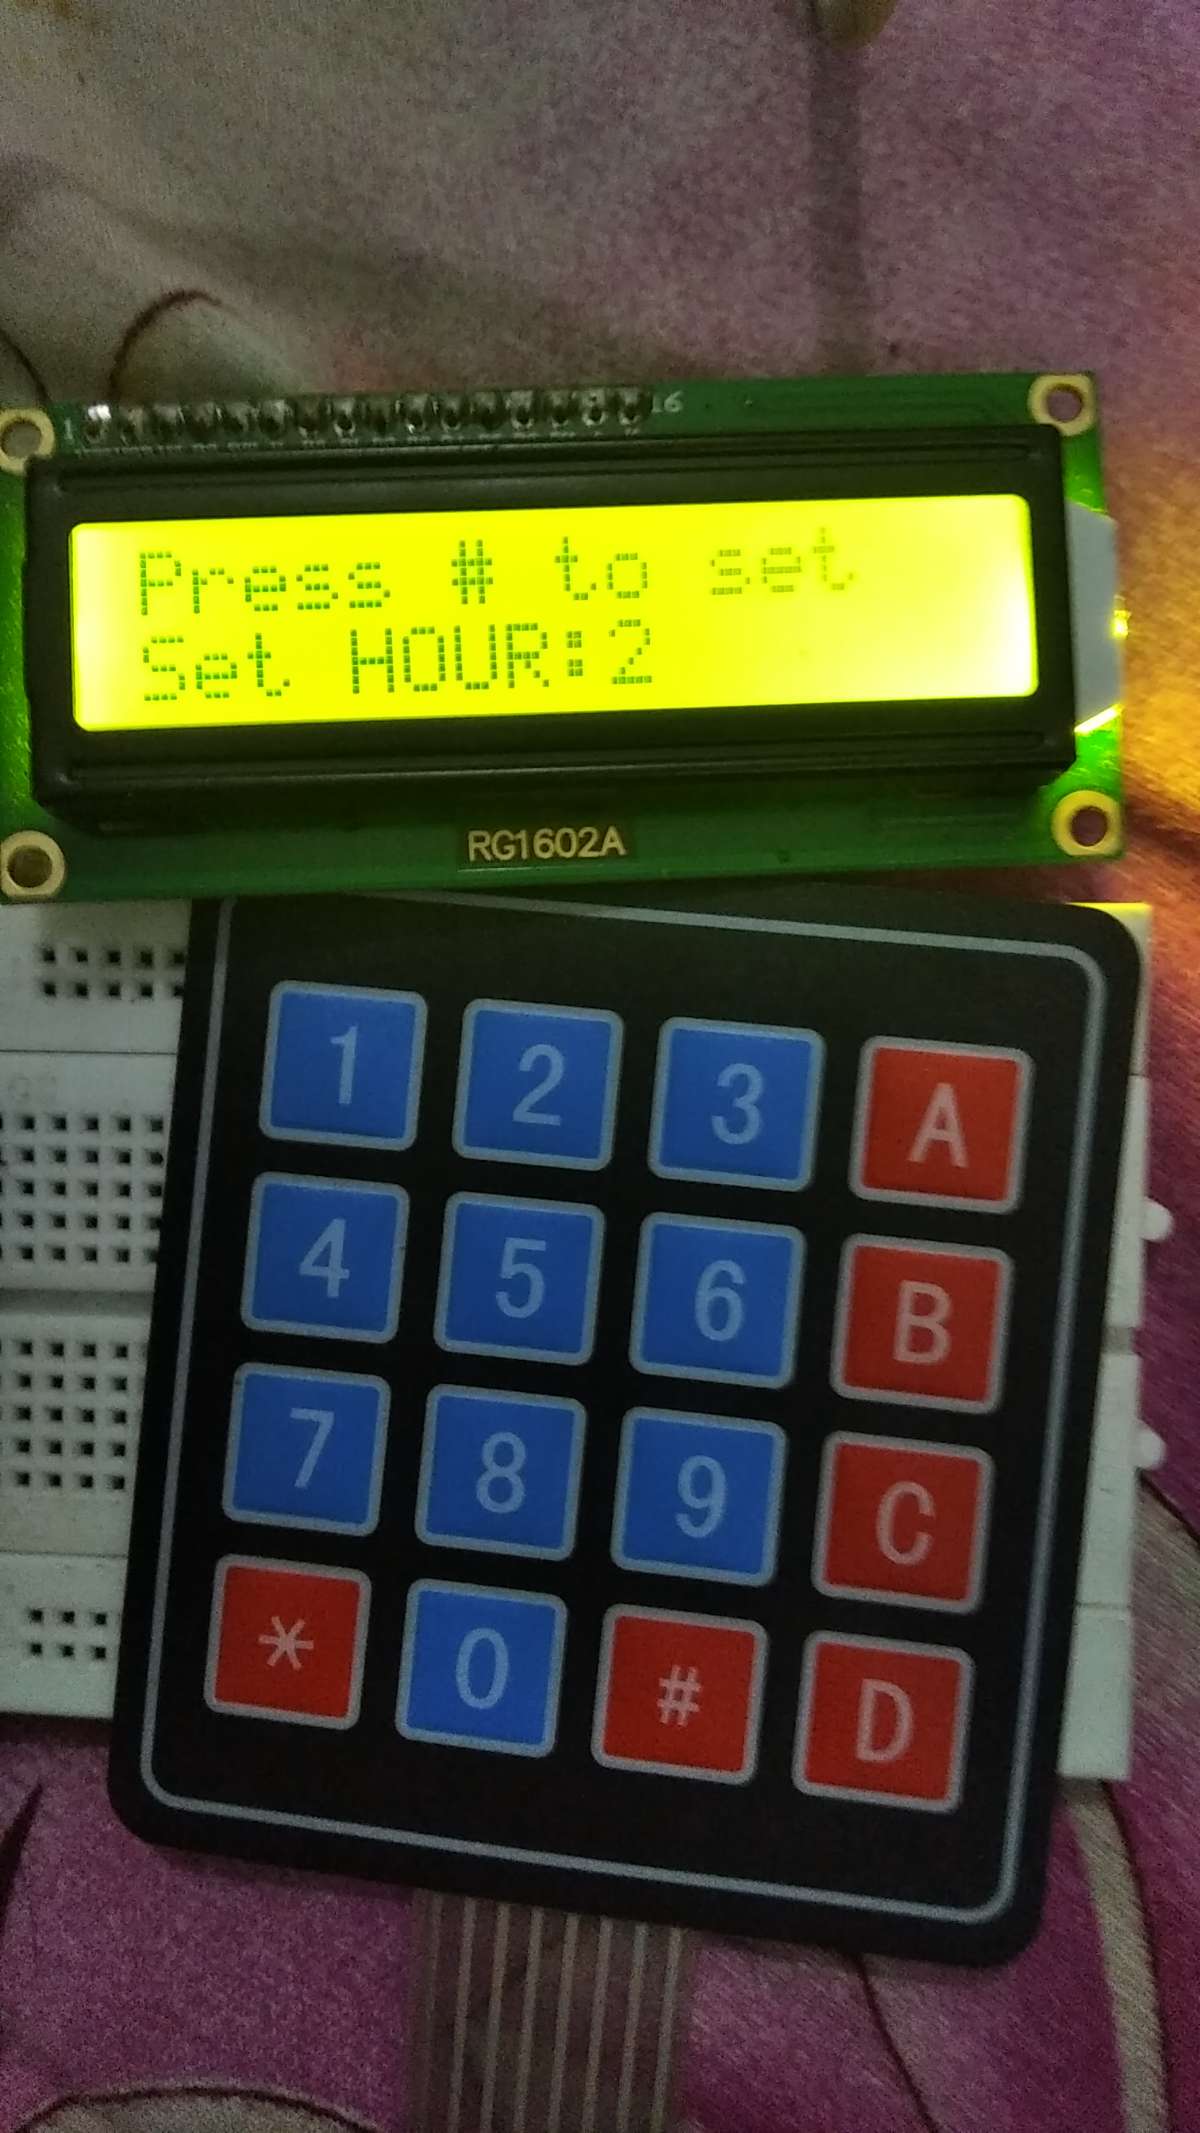 1 16
Press # to set
Set HOUR:2
RG1602A
1 2 3 A
4 5 6 B
7 8 9 C
* 0 # D